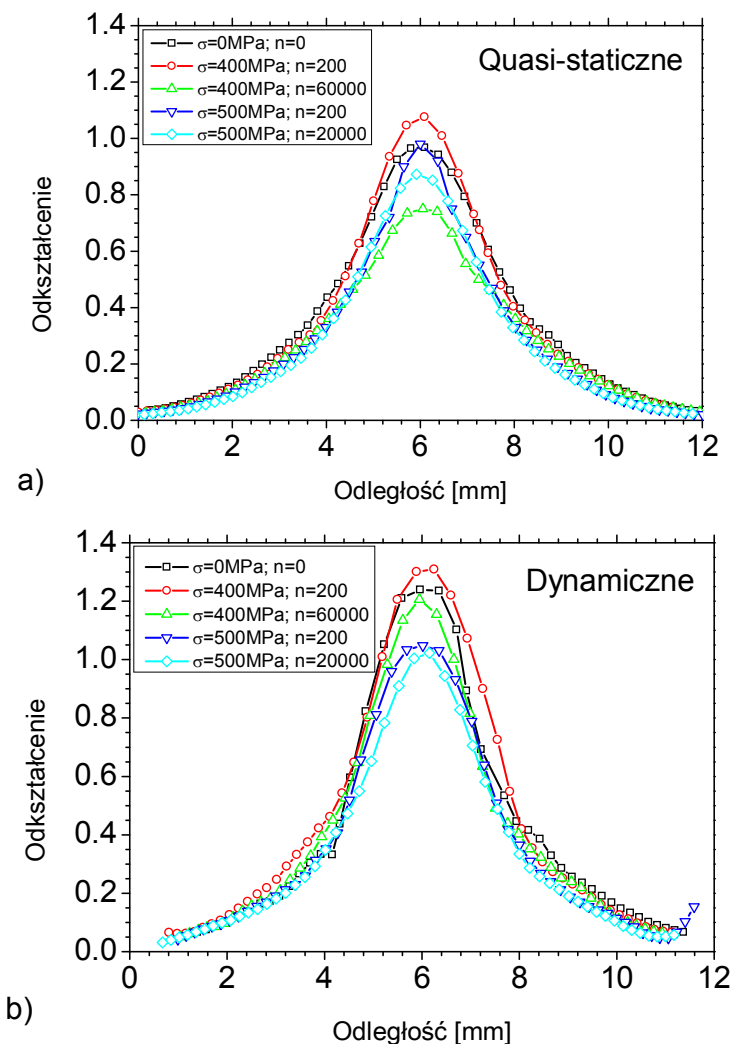 1.4
1.2
1.0
0.8
0.6
0.4
0.2
0.0
Odkształcenie
σ=0MPa; n=0
σ=400MPa; n=200
σ=400MPa; n=60000
σ=500MPa; n=200
σ=500MPa; n=20000
Quasi-staticzne
0 2 4 6 8 10 12
Odległość [mm]
a)
1.4
1.2
1.0
0.8
0.6
0.4
0.2
0.0
Odkształcenie
σ=0MPa; n=0
σ=400MPa; n=200
σ=400MPa; n=60000
σ=500MPa; n=200
σ=500MPa; n=20000
Dynamiczne
0 2 4 6 8 10 12
Odległość [mm]
b)